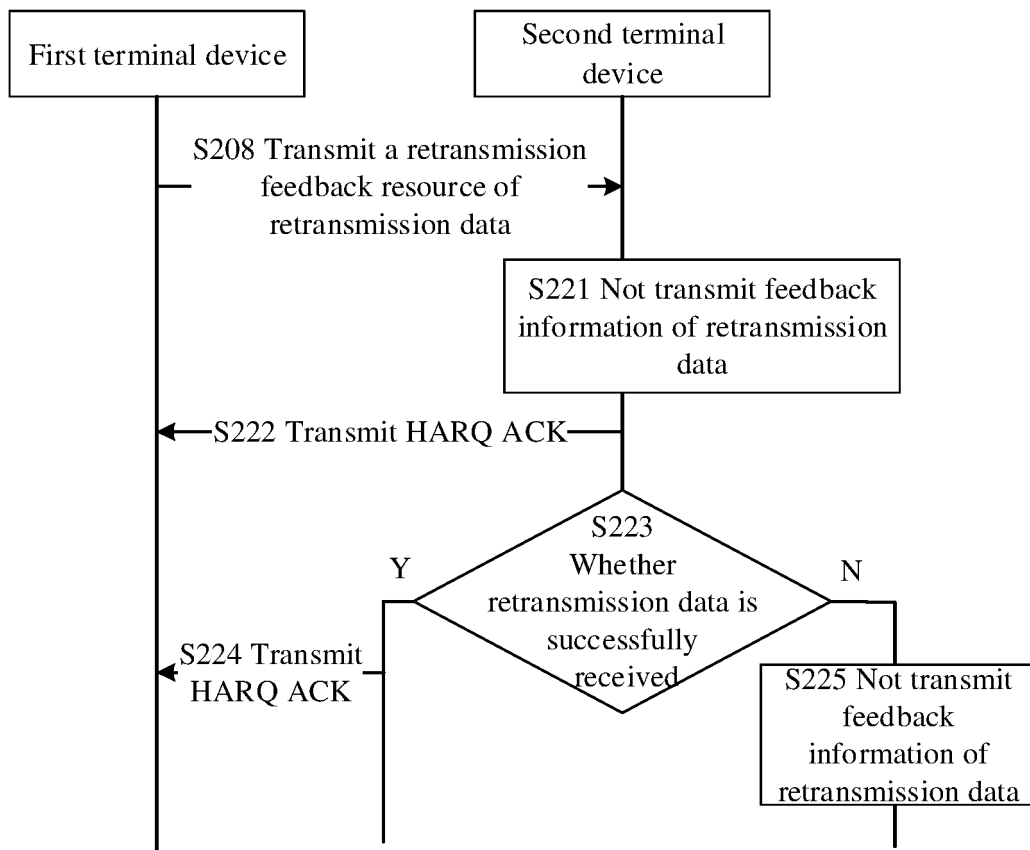 First terminal device
Second terminal
device
S208 Transmit a retransmission
feedback resource of
retransmission data
S221 Not transmit feedback
information of retransmission
data
S222 Transmit HARQ ACK
S223
Whether
retransmission data is
successfully
received
Y
N
S224 Transmit
HARQ ACK
S225 Not transmit
feedback
information of
retransmission data